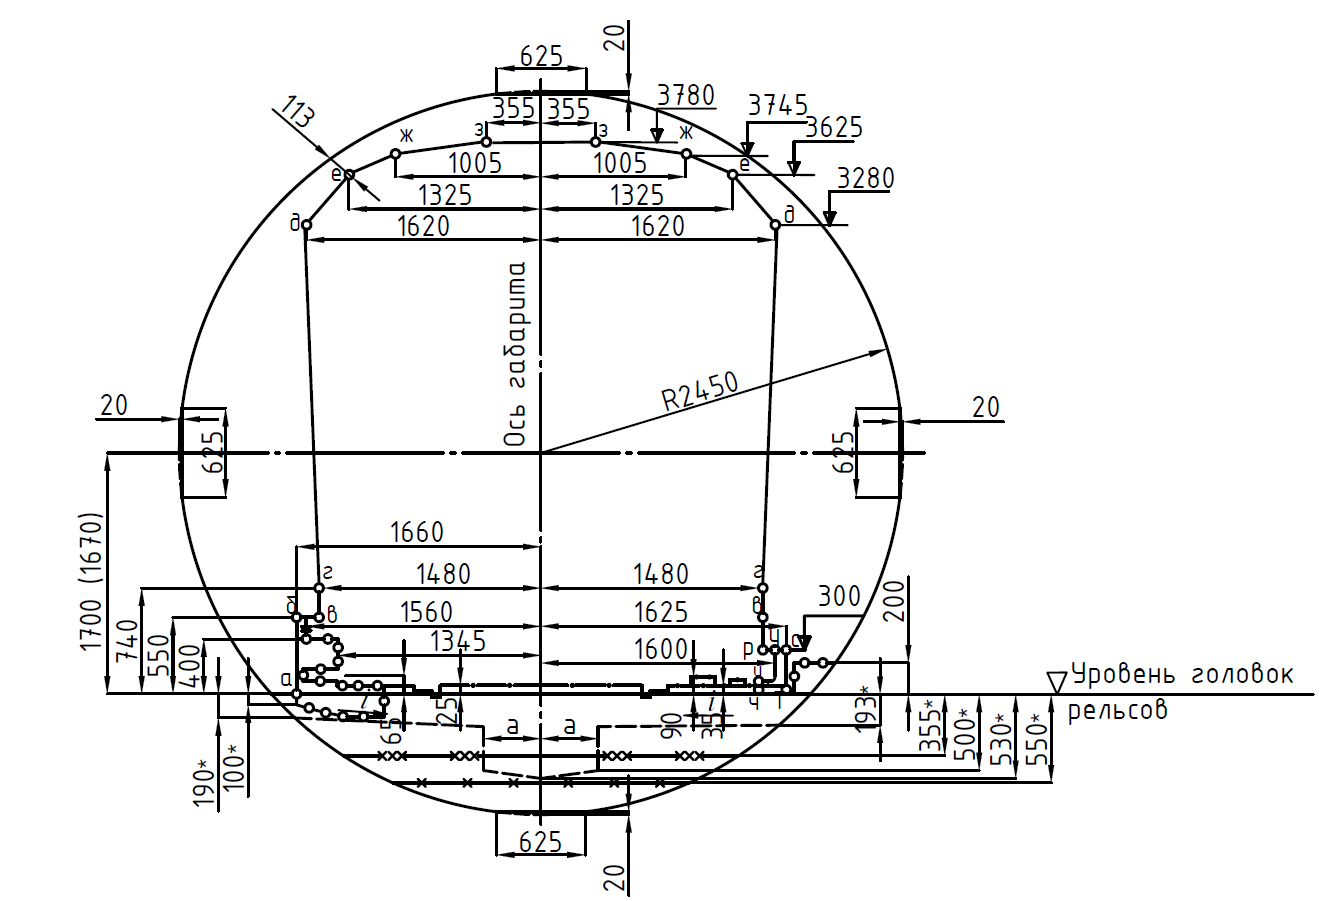 20
625
113
355
355
3780
3745
3625
ж
з
з
ж
е
1005
1005
е
3280
1325
1325
д
1620
1620
д
Ось габарита
R2450
20
20
625
625
1660
1700 (1670)
г
1480
1480
г
б
в
1560
1625
в
300
200
740
550
400
1345
1600
р
у
с
а
Уровень головок
рельсов
l
65
25
а
а
90
l
35
ч
т
193*
355*
500*
530*
550*
190*
100*
625
20